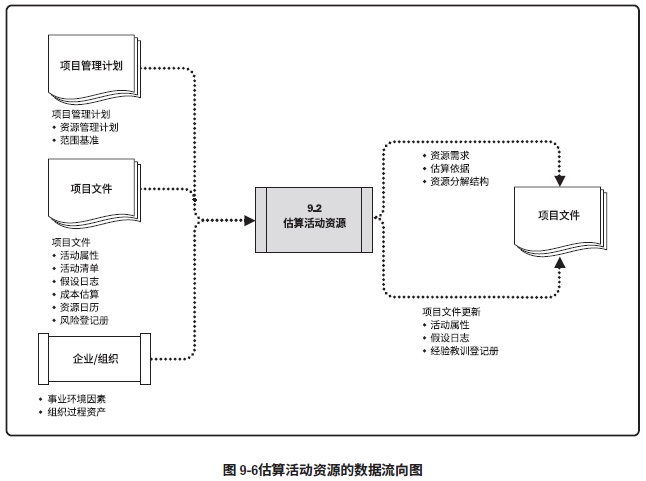 项目管理计划
项目管理计划
• 资源管理计划
• 范围基准
项目文件
项目文件
• 活动属性
• 活动清单
• 假设日志
• 成本估算
• 资源日历
• 风险登记册
企业/组织
• 事业环境因素
• 组织过程资产
9.2
估算活动资源
• 资源需求
• 估算依据
• 资源分解结构
项目文件
项目文件更新
• 活动属性
• 假设日志
• 经验教训登记册
图 9-6估算活动资源的数据流向图